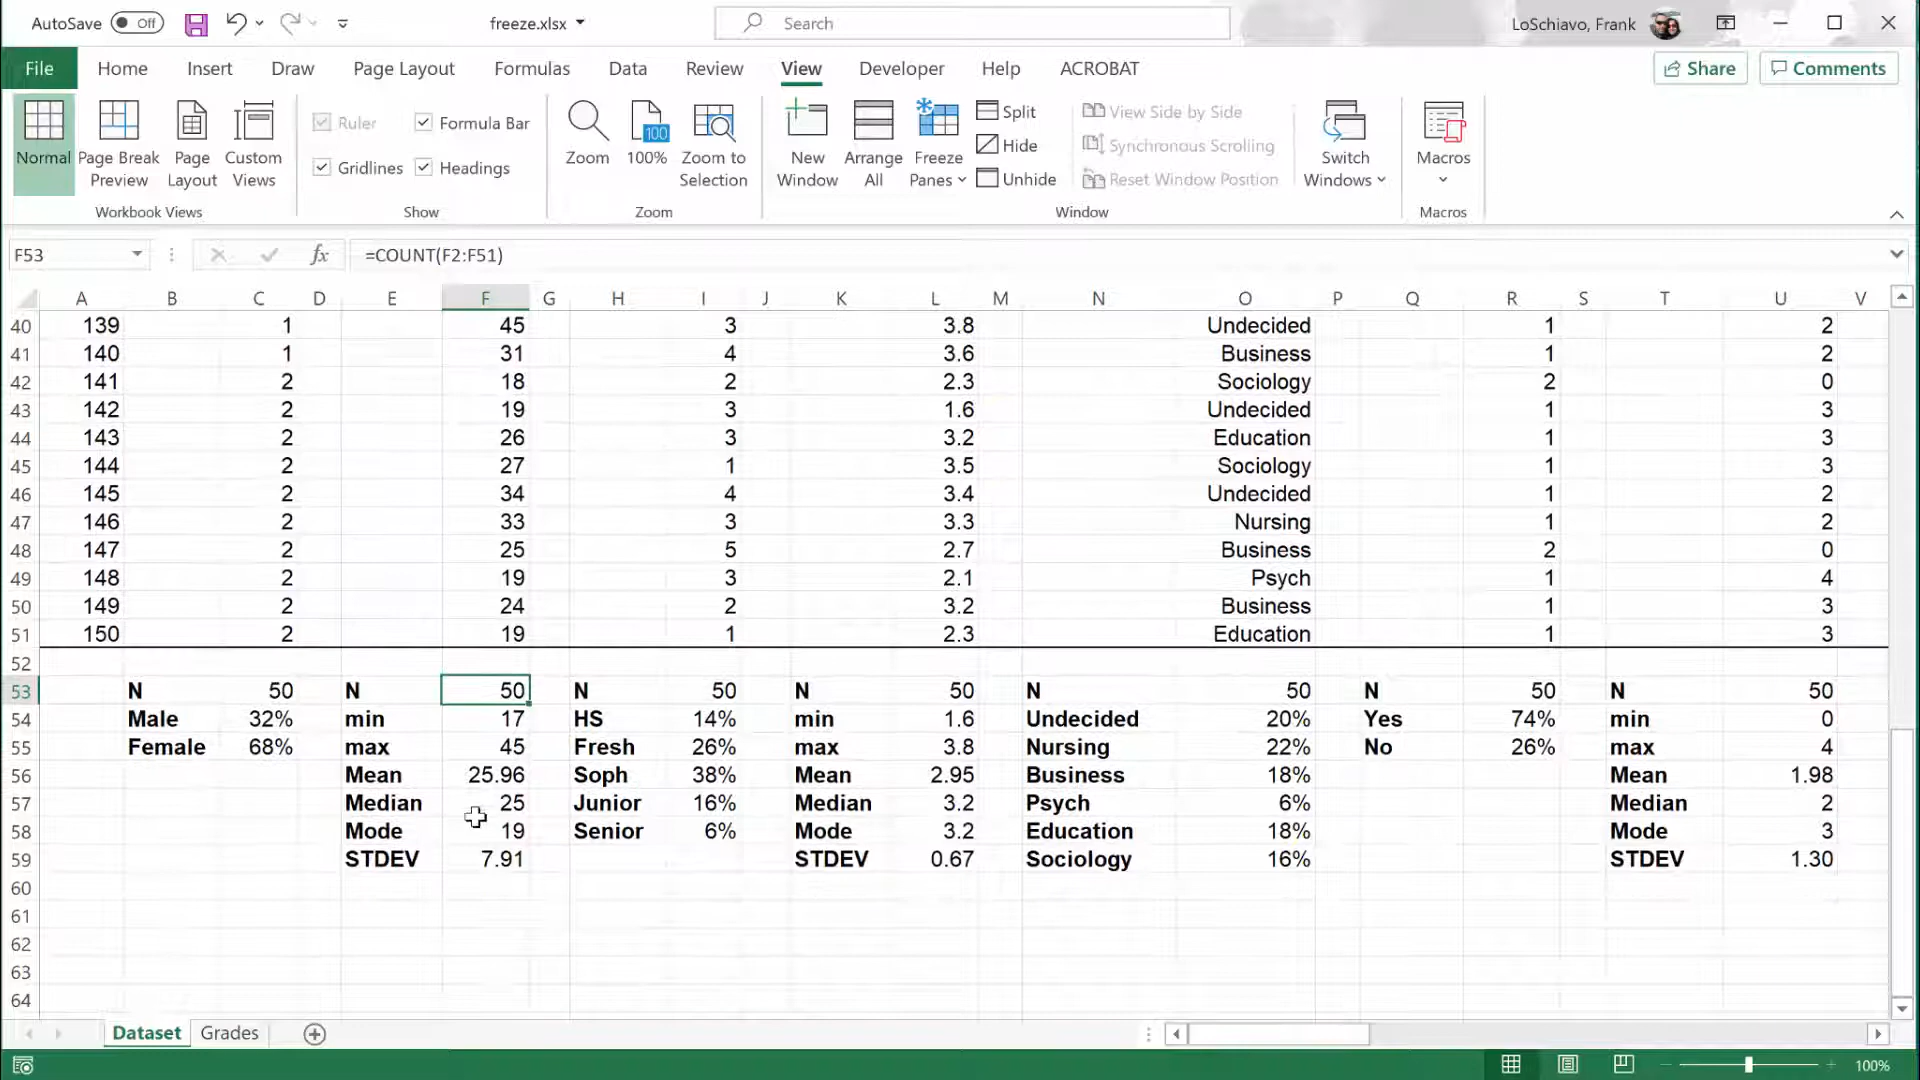 AutoSave Off freeze.xlsx Search LoSchiavo, Frank
File Home Insert Draw Page Layout Formulas Data Review View Developer Help ACROBAT Share Comments
Normal Page Break Preview Page Layout Custom Views
Workbook Views
Ruler Formula Bar
Gridlines Headings
Show
Zoom 100 100% Zoom to Selection
Zoom
New Window Arrange All Freeze Panes
Split View Side by Side
Hide Synchronous Scrolling
Unhide Reset Window Position
Switch Windows
Window
Macros
Macros
F53 fx =COUNT(F2:F51)
A B C D E F G H I J K L M N O P Q R S T U V
40 139 1 45 3 3.8 Undecided 1 2
41 140 1 31 4 3.6 Business 1 2
42 141 2 18 2 2.3 Sociology 2 0
43 142 2 19 3 1.6 Undecided 1 3
44 143 2 26 3 3.2 Education 1 3
45 144 2 27 1 3.5 Sociology 1 3
46 145 2 34 4 3.4 Undecided 1 2
47 146 2 33 3 3.3 Nursing 1 2
48 147 2 25 5 2.7 Business 2 0
49 148 2 19 3 2.1 Psych 1 4
50 149 2 24 2 3.2 Business 1 3
51 150 2 19 1 2.3 Education 1 3
52
53 N 50 N 50 N 50 N 50 N 50 N 50 N 50
54 Male 32% min 17 HS 14% min 1.6 Undecided 20% Yes 74% min 0
55 Female 68% max 45 Fresh 26% max 3.8 Nursing 22% No 26% max 4
56 Mean 25.96 Soph 38% Mean 2.95 Business 18% Mean 1.98
57 Median 25 Junior 16% Median 3.2 Psych 6% Median 2
58 Mode 19 Senior 6% Mode 3.2 Education 18% Mode 3
59 STDEV 7.91 STDEV 0.67 Sociology 16% STDEV 1.30
60
61
62
63
64
Dataset Grades
100%